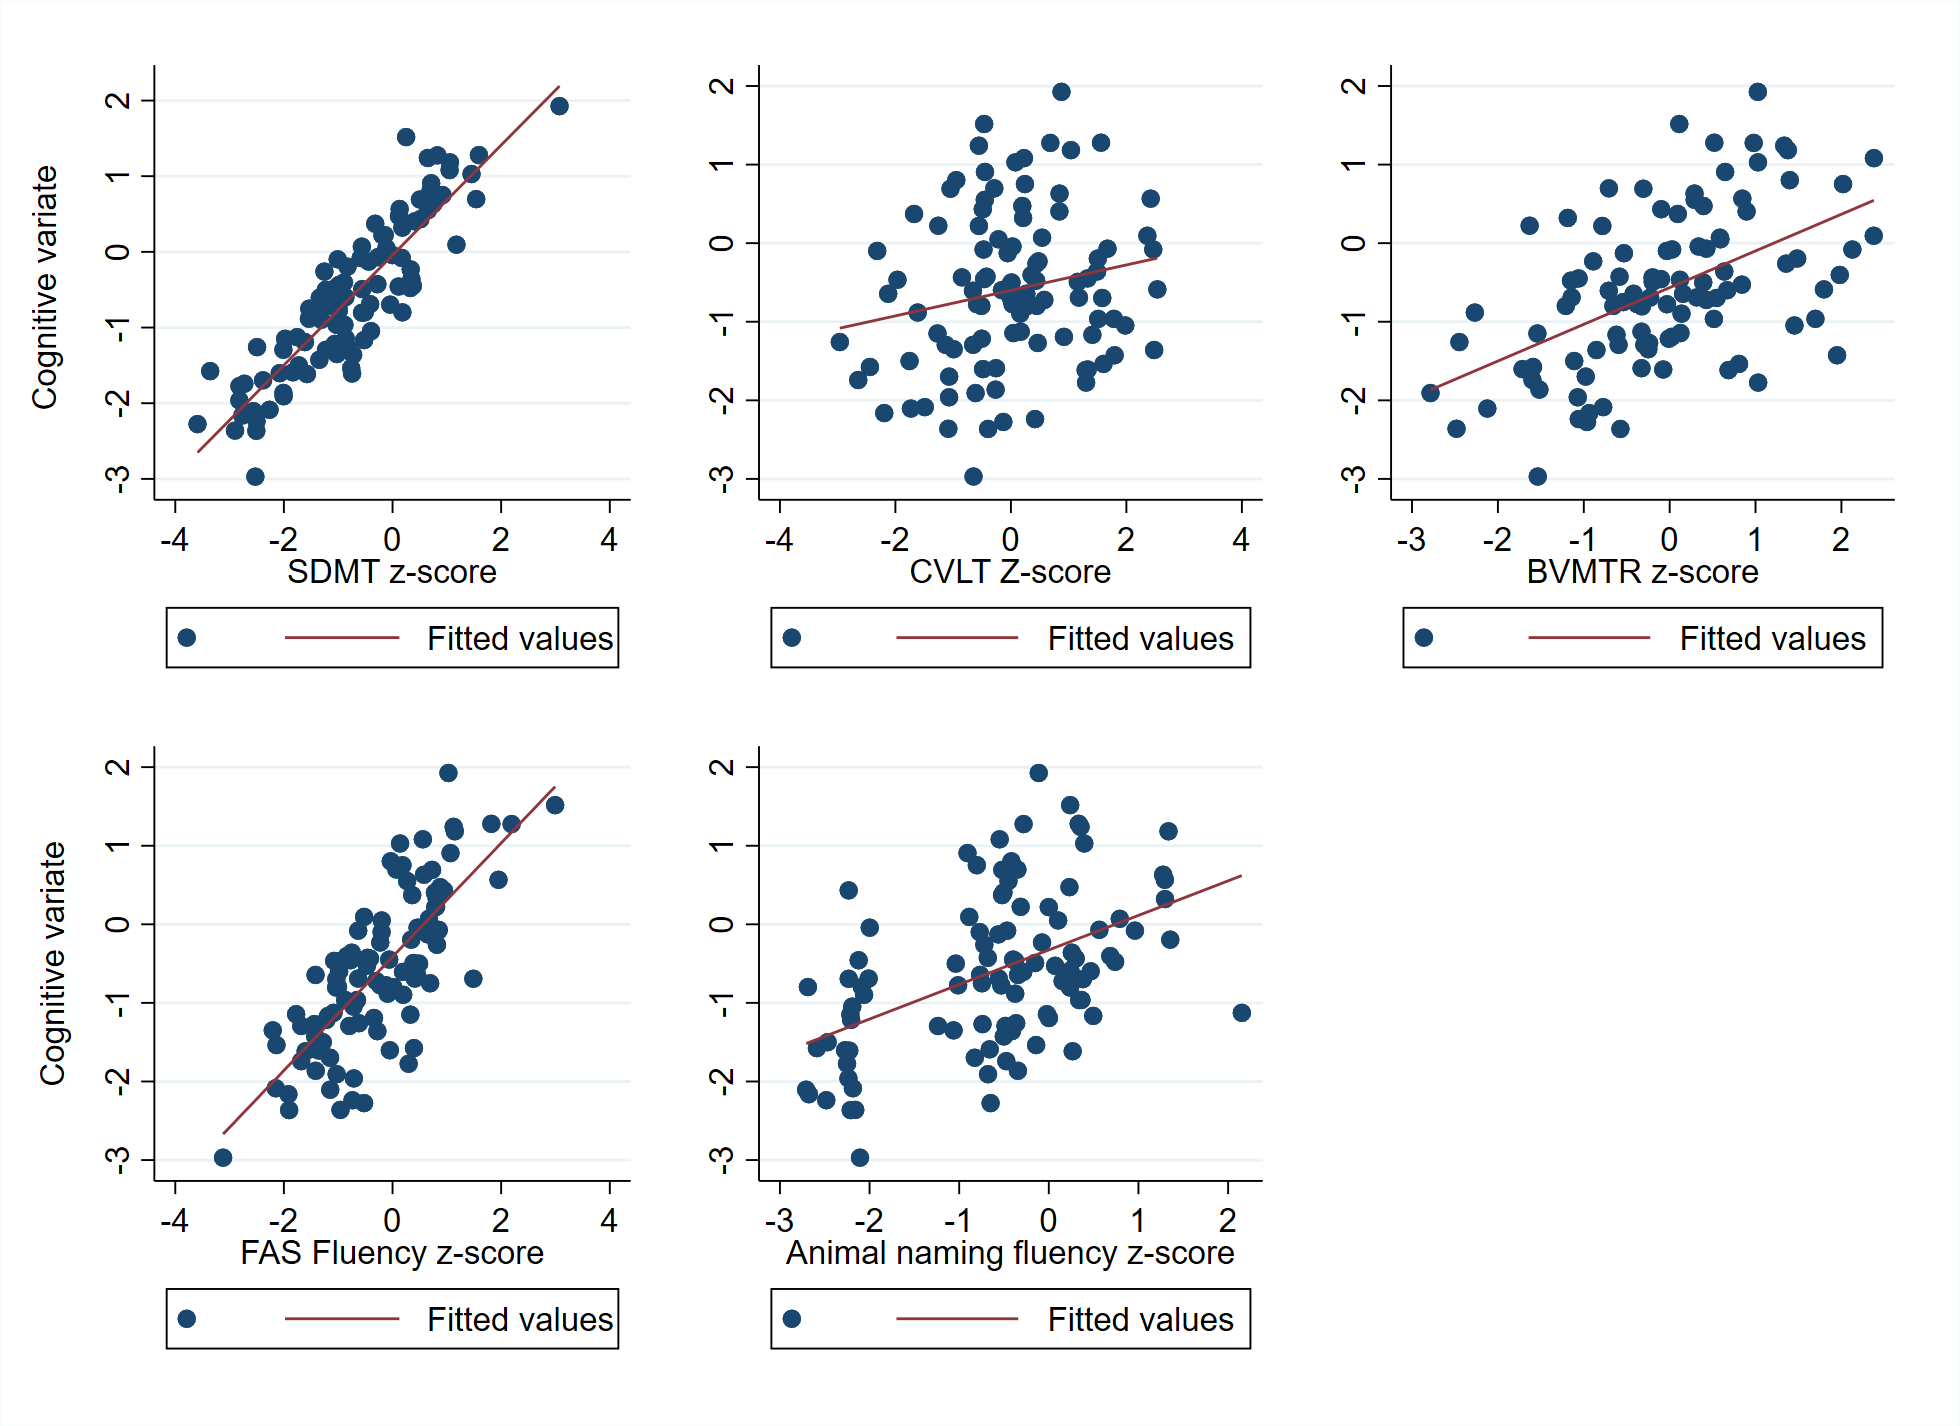 Cognitive variate
2
1
0
-1
-2
-3
-4 -2 0 2 4
SDMT z-score
Fitted values
2
1
0
-1
-2
-3
-4 -2 0 2 4
CVLT Z-score
Fitted values
2
1
0
-1
-2
-3
-3 -2 -1 0 1 2
BVMTR z-score
Fitted values
Cognitive variate
2
1
0
-1
-2
-3
-4 -2 0 2 4
FAS Fluency z-score
Fitted values
2
1
0
-1
-2
-3
-3 -2 -1 0 1 2
Animal naming fluency z-score
Fitted values